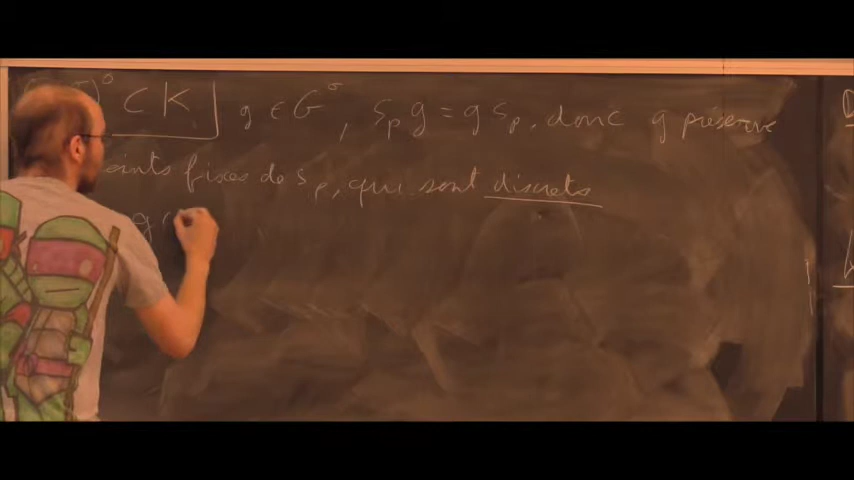 )° ⊂ K g ∈ G^σ, s_p g = g s_p, donc g préserve
points fixes de s_p, qui sont discrets
g